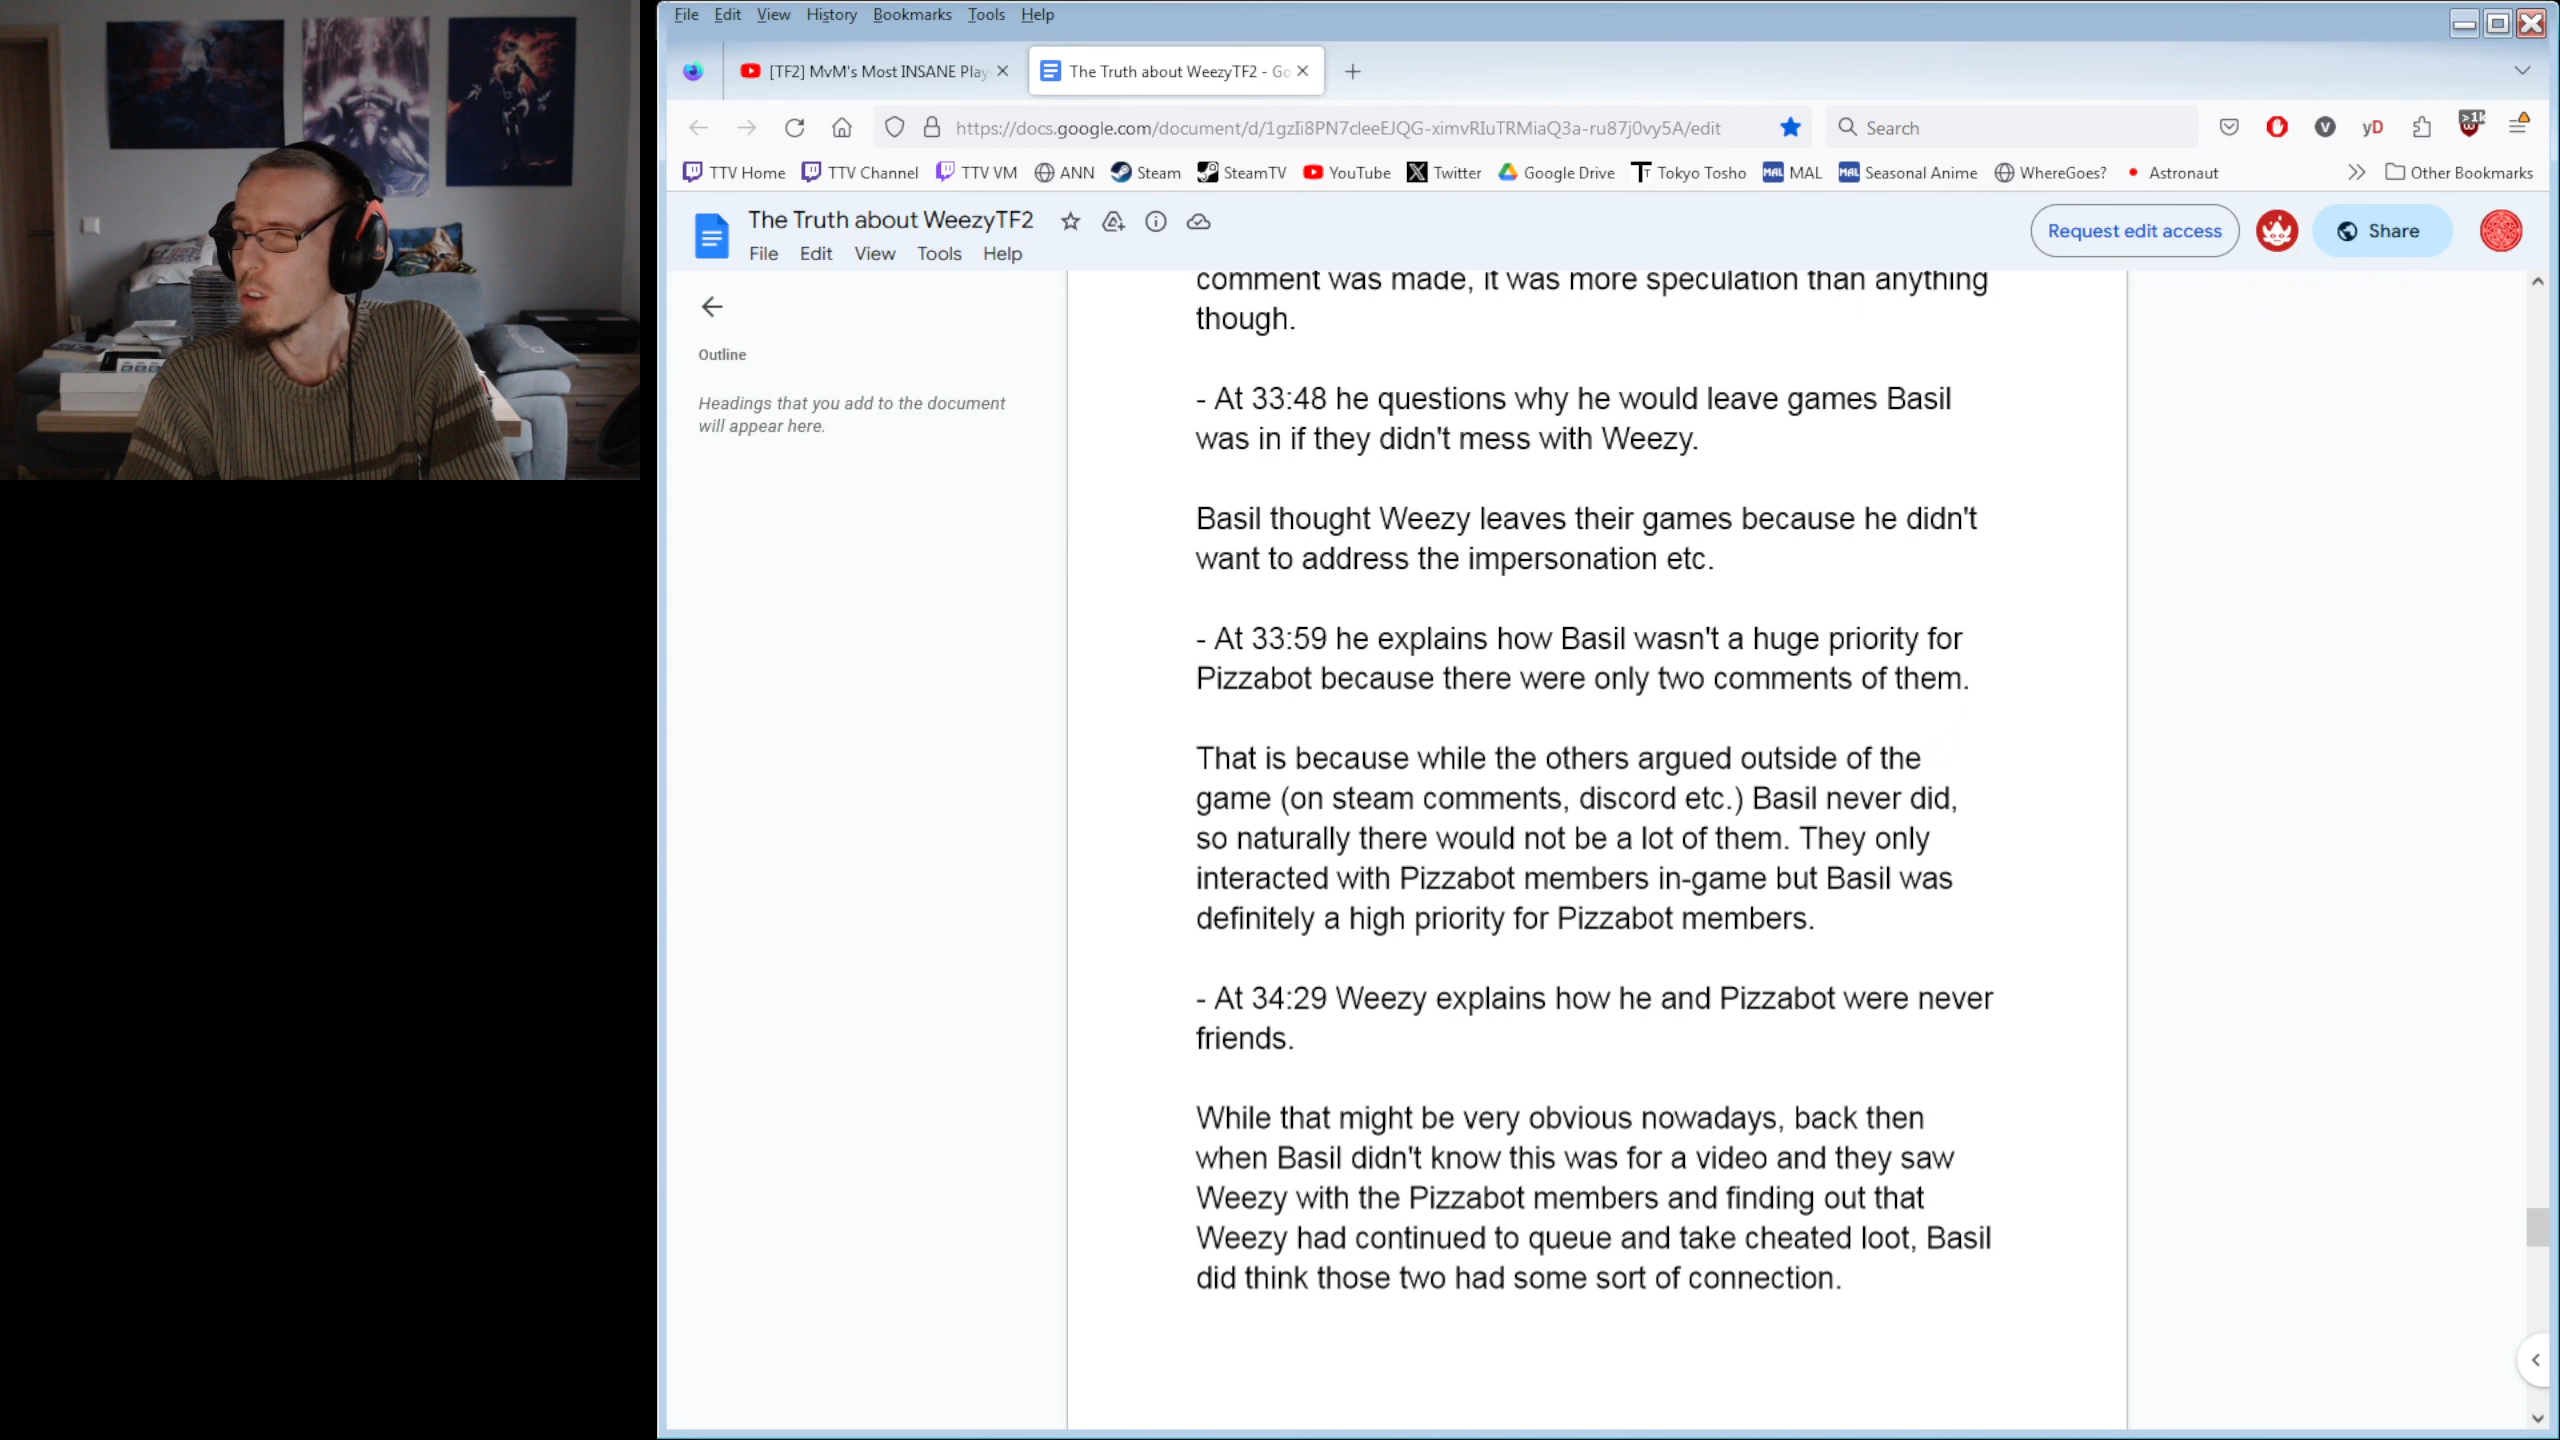 File Edit View History Bookmarks Tools Help
[TF2] MvM's Most INSANE Play
The Truth about WeezyTF2 - Go
https://docs.google.com/document/d/1gzIi8PN7cleeEJQG-ximvRIuTRMiaQ3a-ru87j0vy5A/edit
Search
>1k
TTV Home TTV Channel TTV VM ANN Steam SteamTV YouTube Twitter Google Drive Tokyo Tosho MAL Seasonal Anime WhereGoes? Astronaut Other Bookmarks
The Truth about WeezyTF2
File Edit View Tools Help
Request edit access
Share
Outline
Headings that you add to the document
will appear here.
comment was made, it was more speculation than anything
though.
- At 33:48 he questions why he would leave games Basil
was in if they didn't mess with Weezy.
Basil thought Weezy leaves their games because he didn't
want to address the impersonation etc.
- At 33:59 he explains how Basil wasn't a huge priority for
Pizzabot because there were only two comments of them.
That is because while the others argued outside of the
game (on steam comments, discord etc.) Basil never did,
so naturally there would not be a lot of them. They only
interacted with Pizzabot members in-game but Basil was
definitely a high priority for Pizzabot members.
- At 34:29 Weezy explains how he and Pizzabot were never
friends.
While that might be very obvious nowadays, back then
when Basil didn't know this was for a video and they saw
Weezy with the Pizzabot members and finding out that
Weezy had continued to queue and take cheated loot, Basil
did think those two had some sort of connection.